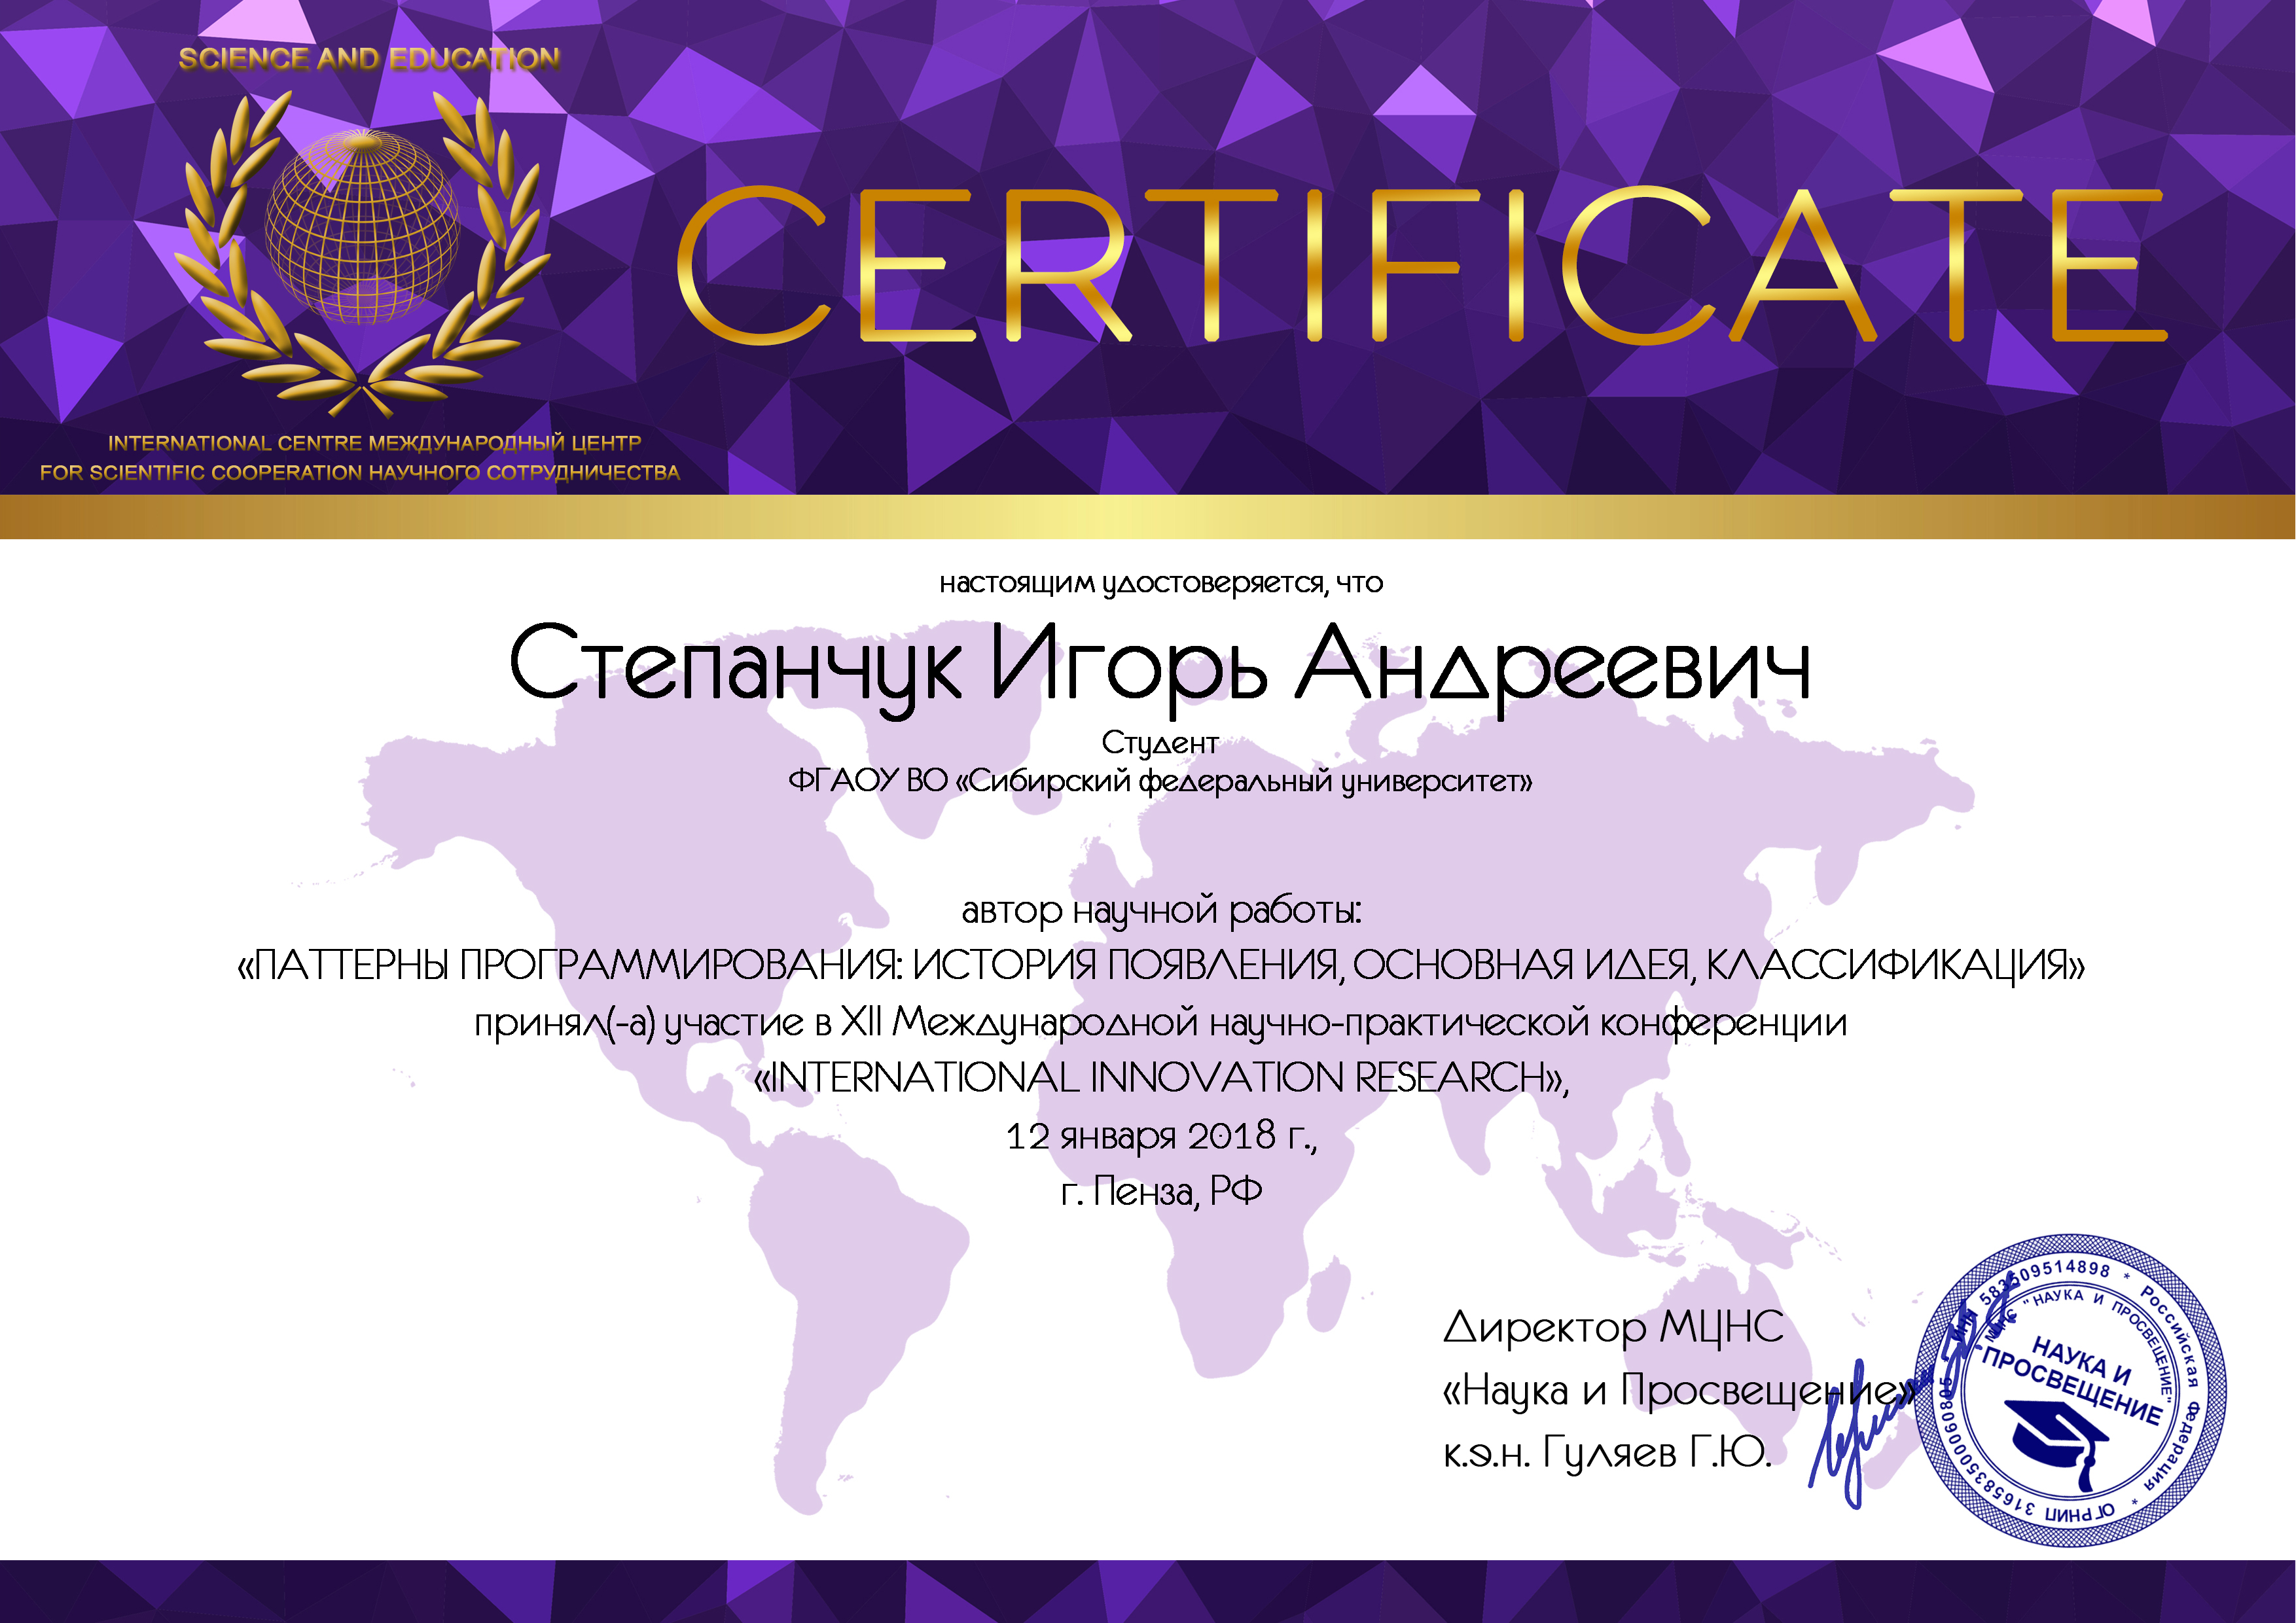 SCIENCE AND EDUCATION
CERTIFICATE
INTERNATIONAL CENTRE МЕЖДУНАРОДНЫЙ ЦЕНТР
FOR SCIENTIFIC COOPERATION НАУЧНОГО СОТРУДНИЧЕСТВА
настоящим удостоверяется, что
Степанчук Игорь Андреевич
Студент
ФГАОУ ВО «Сибирский федеральный университет»
автор научной работы:
«ПАТТЕРНЫ ПРОГРАММИРОВАНИЯ: ИСТОРИЯ ПОЯВЛЕНИЯ, ОСНОВНАЯ ИДЕЯ, КЛАССИФИКАЦИЯ»
принял(-а) участие в XII Международной научно-практической конференции
«INTERNATIONAL INNOVATION RESEARCH»,
12 января 2018 г.,
г. Пенза, РФ
Директор МЦНС
«Наука и Просвещение»
к.э.н. Гуляев Г.Ю.
* Российская Федерация * ОГРНИП 316583500060805 * ИНН 583509514898
МЦНС "НАУКА И ПРОСВЕЩЕНИЕ"
НАУКА И
ПРОСВЕЩЕНИЕ